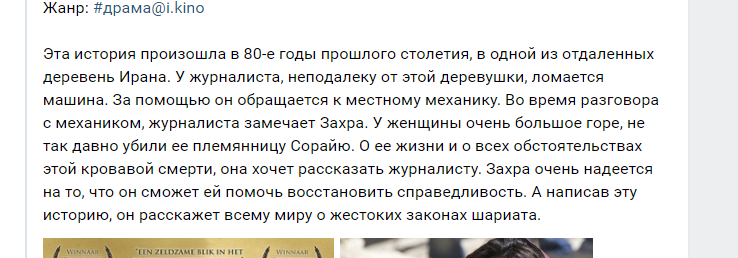 Жанр: #драма@i.kino
Эта история произошла в 80-е годы прошлого столетия, в одной из отдаленных
деревень Ирана. У журналиста, неподалеку от этой деревушки, ломается
машина. За помощью он обращается к местному механику. Во время разговора
с механиком, журналиста замечает Захра. У женщины очень большое горе, не
так давно убили ее племянницу Сорайю. О ее жизни и о всех обстоятельствах
этой кровавой смерти, она хочет рассказать журналисту. Захра очень надеется
на то, что он сможет ей помочь восстановить справедливость. А написав эту
историю, он расскажет всему миру о жестоких законах шариата.
WINNAAR "EEN ZELDZAME BLIK IN HET WINNAAR